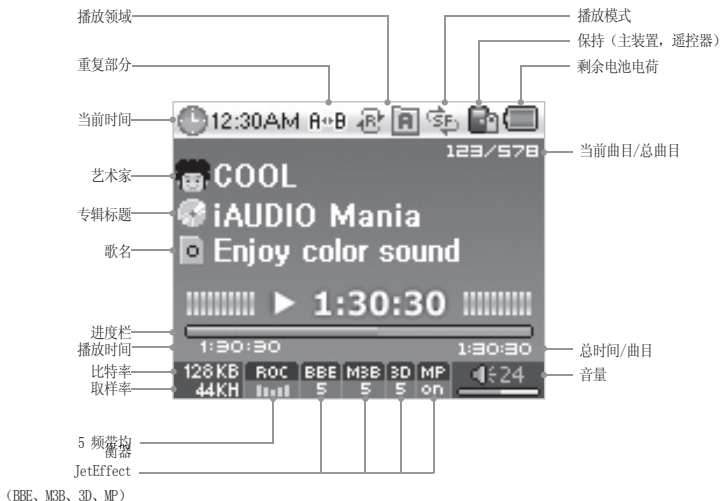 播放领域
播放模式
保持（主装置，遥控器）
重复部分
剩余电池电荷
当前时间
12:30AM A↔B R A SF
123/578
当前曲目/总曲目
艺术家
COOL
专辑标题
iAUDIO Mania
歌名
Enjoy color sound
1:30:30
进度栏
播放时间
1:30:30
1:30:30
总时间/曲目
比特率
128KB ROC BBE M3B 3D MP
24
音量
取样率
44KH 5 5 5 on
5 频带均
衡器
JetEffect
（BBE、M3B、3D、MP）